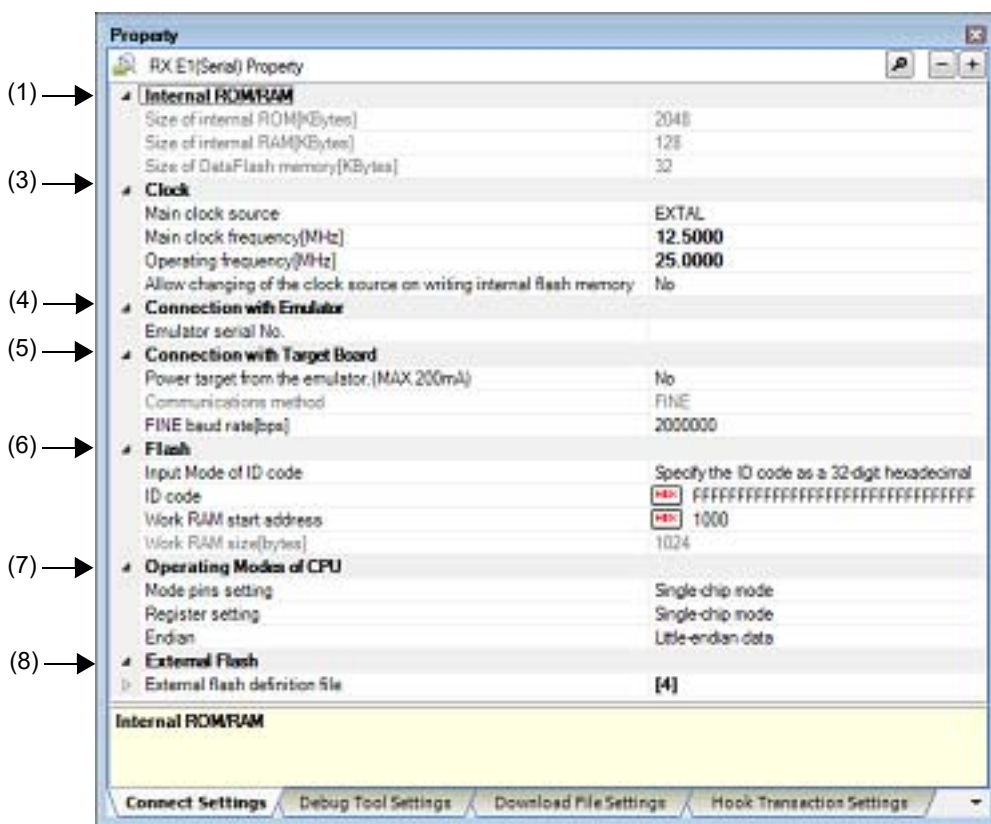 Property
RX E1(Serial) Property
(1) Internal ROM/RAM
Size of internal ROM[KBytes] 2048
Size of internal RAM[KBytes] 128
Size of DataFlash memory[KBytes] 32
(3) Clock
Main clock source EXTAL
Main clock frequency[MHz] 12.5000
Operating frequency[MHz] 25.0000
Allow changing of the clock source on writing internal flash memory No
(4) Connection with Emulator
Emulator serial No.
(5) Connection with Target Board
Power target from the emulator.(MAX 200mA) No
Communications method FINE
FINE baud rate[bps] 2000000
(6) Flash
Input Mode of ID code Specify the ID code as a 32-digit hexadecimal
ID code HEX FFFFFFFFFFFFFFFFFFFFFFFFFFFFFFFF
Work RAM start address HEX 1000
Work RAM size[bytes] 1024
(7) Operating Modes of CPU
Mode pins setting Single-chip mode
Register setting Single-chip mode
Endian Little-endian data
(8) External Flash
External flash definition file [4]
Internal ROM/RAM
Connect Settings Debug Tool Settings Download File Settings Hook Transaction Settings